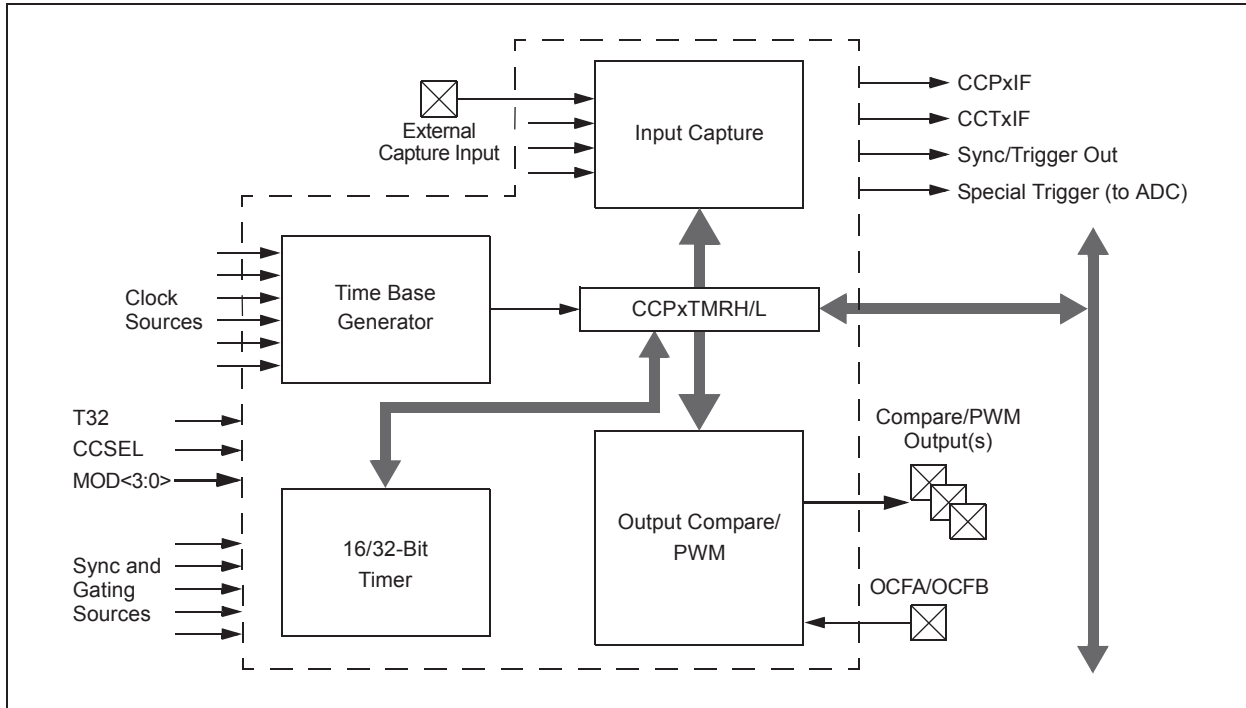 External
Capture Input
Input Capture
CCPxIF
CCTxIF
Sync/Trigger Out
Special Trigger (to ADC)
Clock
Sources
Time Base
Generator
CCPxTMRH/L
T32
CCSEL
MOD<3:0>
Sync and
Gating
Sources
16/32-Bit
Timer
Output Compare/
PWM
Compare/PWM
Output(s)
OCFA/OCFB